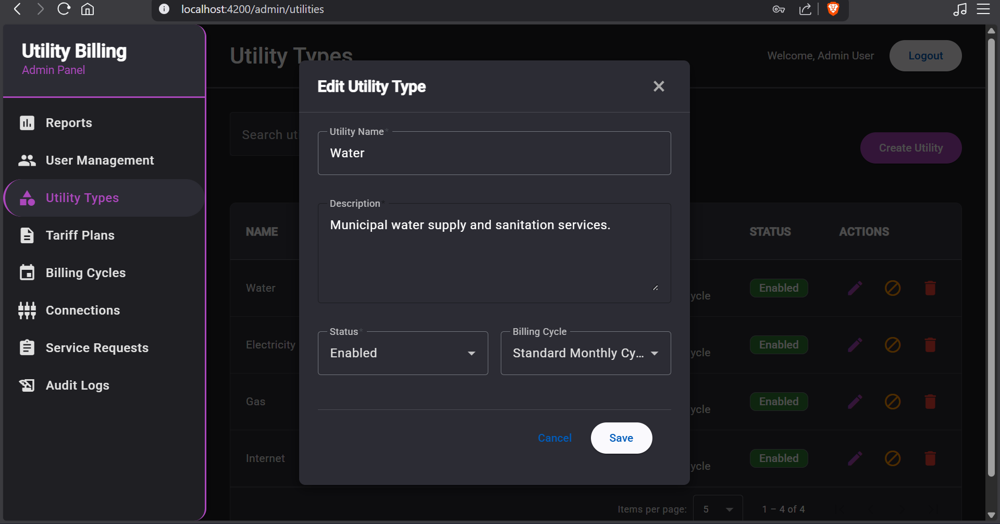 localhost:4200/admin/utilities
Utility Billing
Admin Panel
Reports
User Management
Utility Types
Tariff Plans
Billing Cycles
Connections
Service Requests
Audit Logs
Utility Types
Welcome, Admin User
Logout
Search uti
Create Utility
NAME
STATUS
ACTIONS
Water
ycle
Enabled
Electricity
ycle
Enabled
Gas
ycle
Enabled
Internet
ycle
Enabled
Items per page:
5
1 – 4 of 4
Edit Utility Type
Utility Name*
Water
Description*
Municipal water supply and sanitation services.
Status*
Enabled
Billing Cycle
Standard Monthly Cy...
Cancel
Save